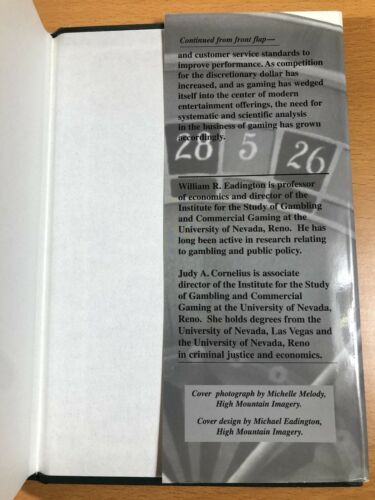 Continued from front flap—
and customer service standards to
improve performance. As competition
for the discretionary dollar has
increased, and as gaming has wedged
itself into the center of modern
entertainment offerings, the need for
systematic and scientific analysis
in the business of gaming has grown
accordingly.
28 5 26
William R. Eadington is professor
of economics and director of the
Institute for the Study of Gambling
and Commercial Gaming at the
University of Nevada, Reno. He has
long been active in research relating
to gambling and public policy.
Judy A. Cornelius is associate
director of the Institute for the Study
of Gambling and Commercial
Gaming at the University of Nevada,
Reno. She holds degrees from the
University of Nevada, Las Vegas and
the University of Nevada, Reno
in criminal justice and economics.
Cover photograph by Michelle Melody,
High Mountain Imagery.
Cover design by Michael Eadington,
High Mountain Imagery.